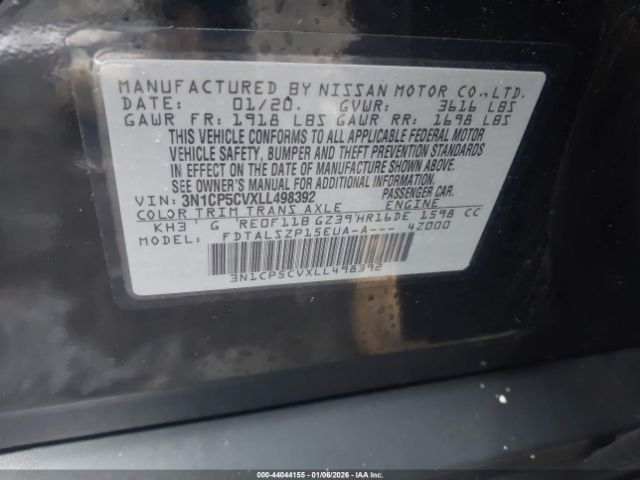 MANUFACTURED BY NISSAN MOTOR CO., LTD.
DATE: 01/20. GVWR: 3616 LBS
GAWR FR: 1918 LBS GAWR RR: 1698 LBS
THIS VEHICLE CONFORMS TO ALL APPLICABLE FEDERAL MOTOR
VEHICLE SAFETY, BUMPER AND THEFT PREVENTION STANDARDS
IN EFFECT ON THE DATE OF MANUFACTURE SHOWN ABOVE.
SEE OWNER'S MANUAL FOR ADDITIONAL INFORMATION
VIN: 3N1CP5CVXLL498392 PASSENGER CAR.
COLOR TRIM TRANS AXLE ENGINE
KH3 G RE0F11B GZ39 HR16DE 1598 CC
MODEL: FDTALSZP15EUA-A--- 4Z000
3N1CP5CVXLL498392
000-44044155 | 01/06/2026 | © IAA Holdings, LLC